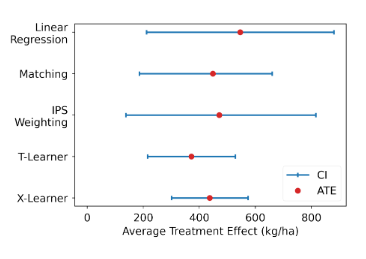 Linear
Regression
Matching
IPS
Weighting
T-Learner
X-Learner
CI
ATE
0 200 400 600 800
Average Treatment Effect (kg/ha)